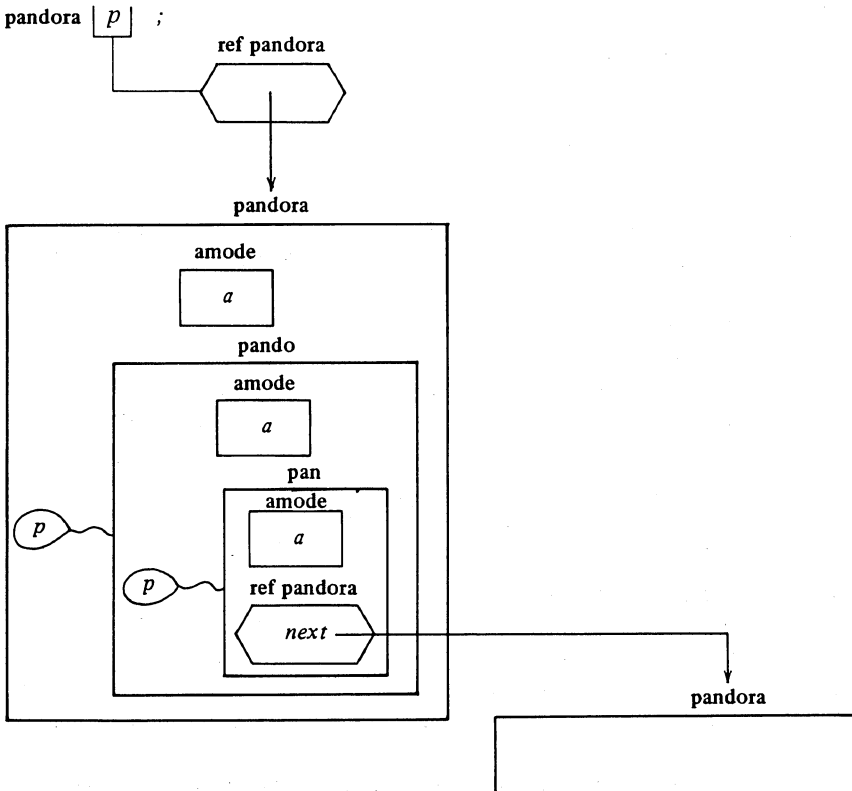 pandora p ;
ref pandora
pandora
amode
a
pando
amode
a
pan
amode
p
a
p
ref pandora
next
pandora